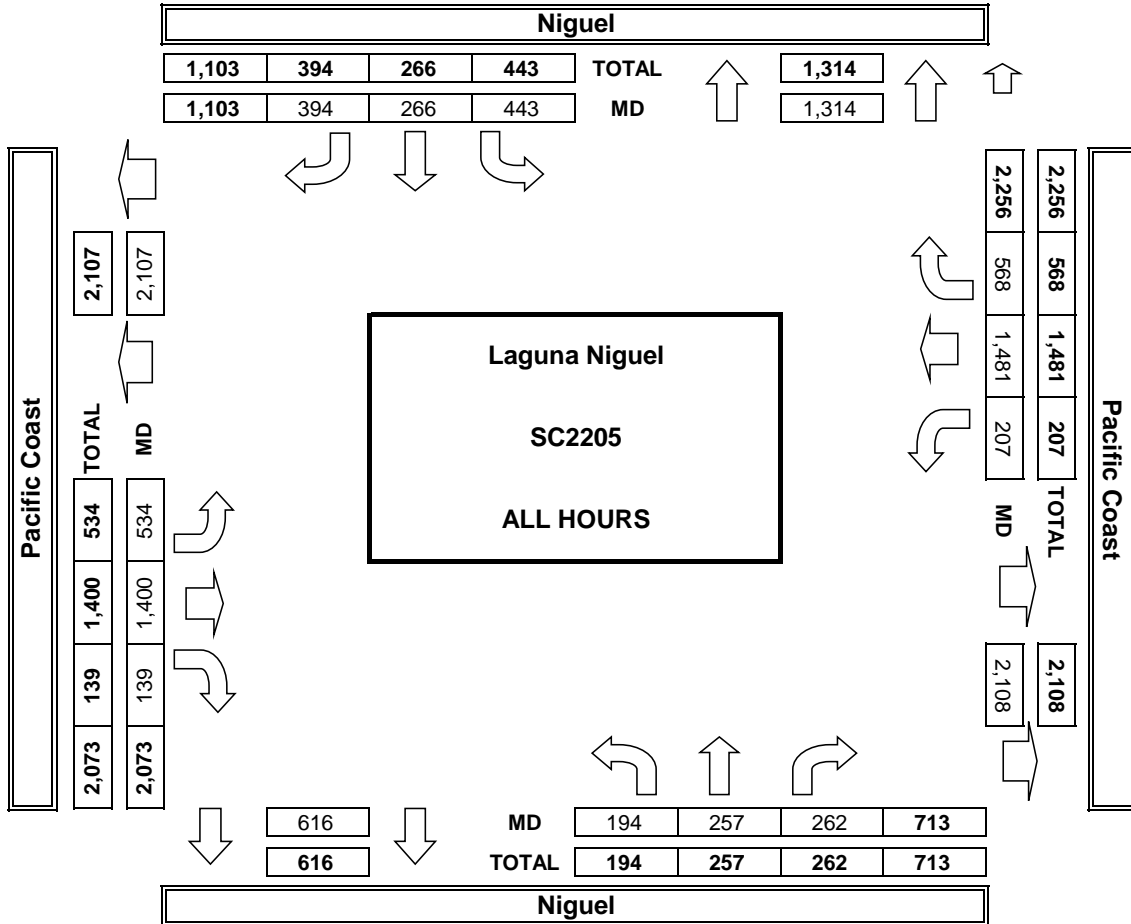 Niguel
1,103 394 266 443 TOTAL 1,314
1,103 394 266 443 MD 1,314
Pacific Coast
TOTAL 2,107
MD 2,107
TOTAL 534 1,400 139 2,073
MD 534 1,400 139 2,073
Laguna Niguel
SC2205
ALL HOURS
2,256 568 1,481 207 TOTAL 2,108
2,256 568 1,481 207 MD 2,108
Pacific Coast
616 MD 194 257 262 713
616 TOTAL 194 257 262 713
Niguel